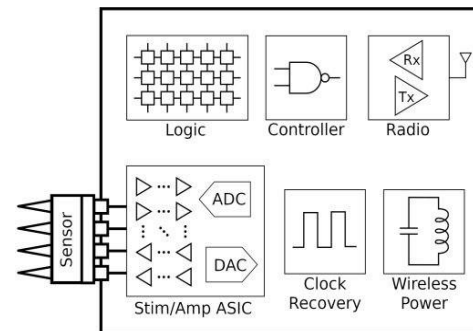 Rx
Tx
Logic
Controller
Radio
Sensor
ADC
DAC
Stim/Amp ASIC
Clock
Recovery
Wireless
Power